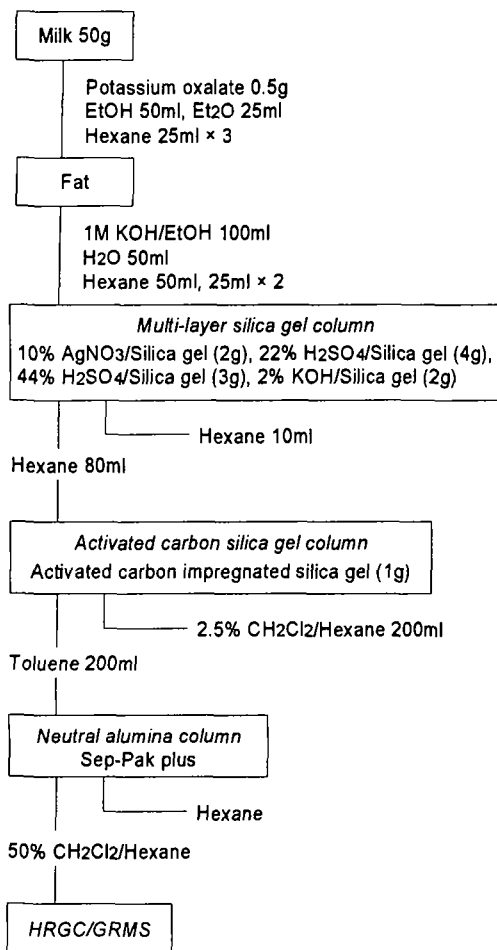 Milk 50g
Potassium oxalate 0.5g
EtOH 50ml, Et2O 25ml
Hexane 25ml × 3
Fat
1M KOH/EtOH 100ml
H2O 50ml
Hexane 50ml, 25ml × 2
Multi-layer silica gel column
10% AgNO3/Silica gel (2g), 22% H2SO4/Silica gel (4g),
44% H2SO4/Silica gel (3g), 2% KOH/Silica gel (2g)
Hexane 10ml
Hexane 80ml
Activated carbon silica gel column
Activated carbon impregnated silica gel (1g)
2.5% CH2Cl2/Hexane 200ml
Toluene 200ml
Neutral alumina column
Sep-Pak plus
Hexane
50% CH2Cl2/Hexane
HRGC/GRMS